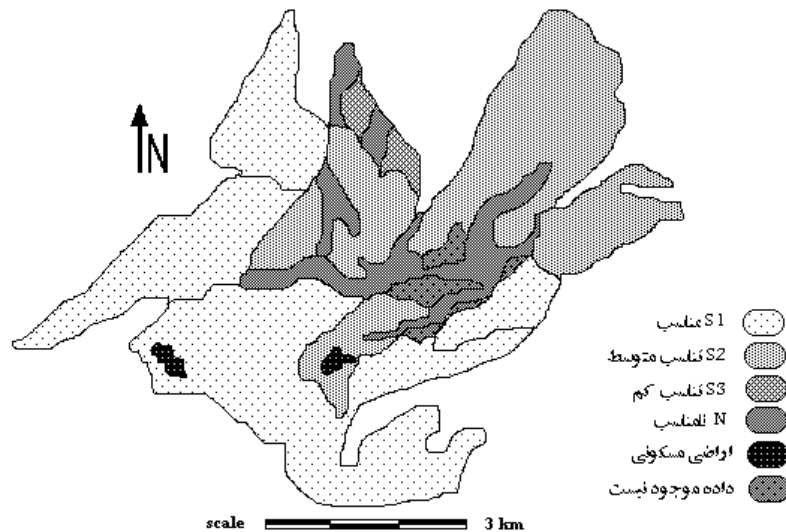 N
S1 مناسب
S2 تناسب متوسط
S3 تناسب کم
N نامناسب
اراضی مسکونی
داده موجود نیست
scale 3 km